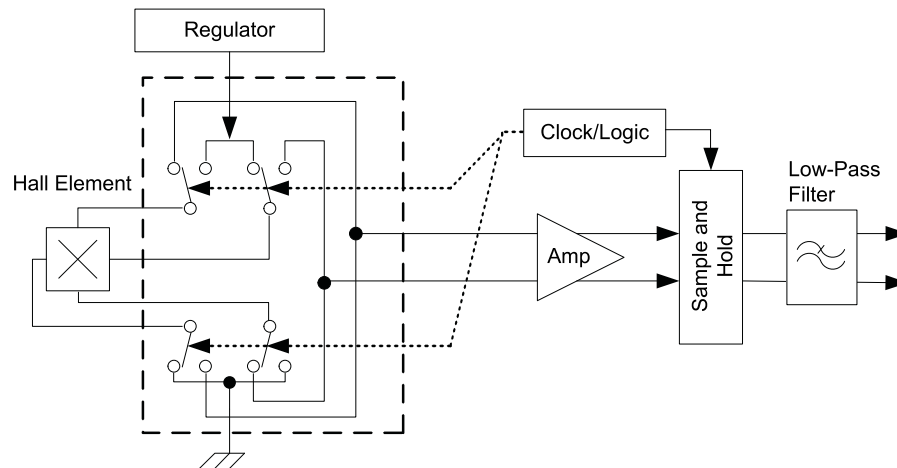 Regulator
Clock/Logic
Hall Element
Low-Pass
Filter
Amp
Sample and
Hold